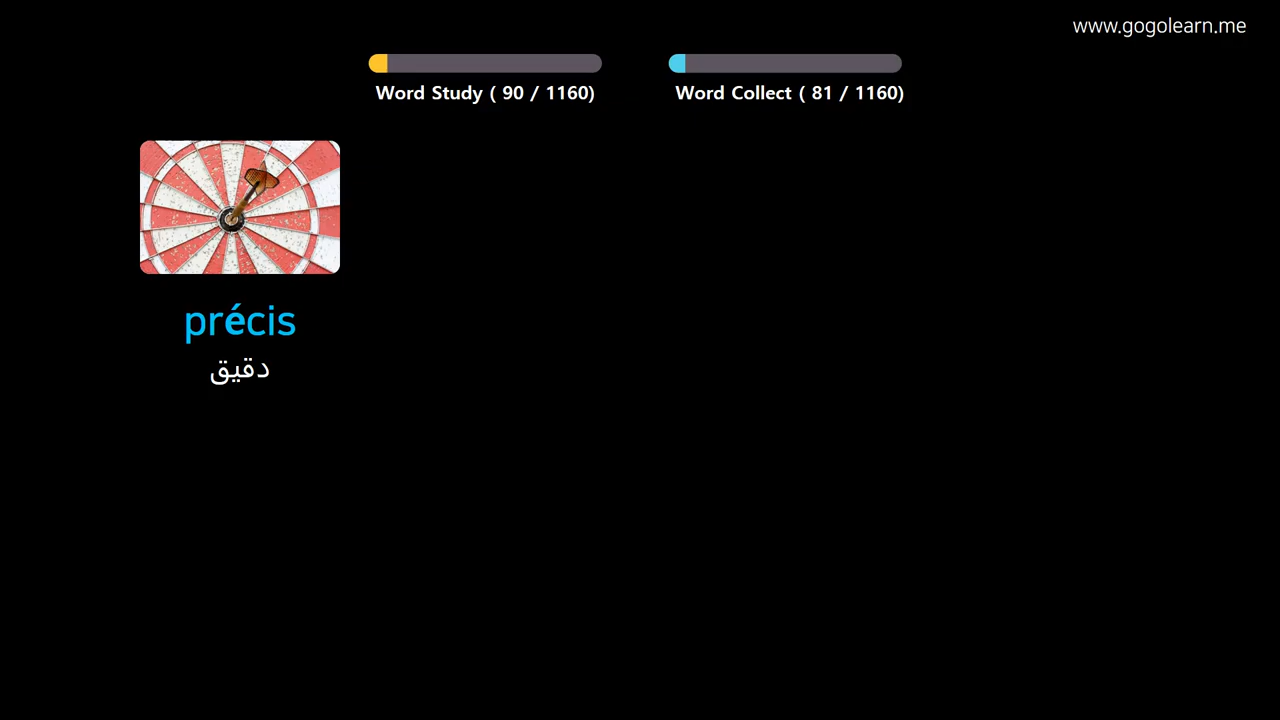 www.gogolearn.me
Word Study ( 90 / 1160)
Word Collect ( 81 / 1160)
précis
دقيق